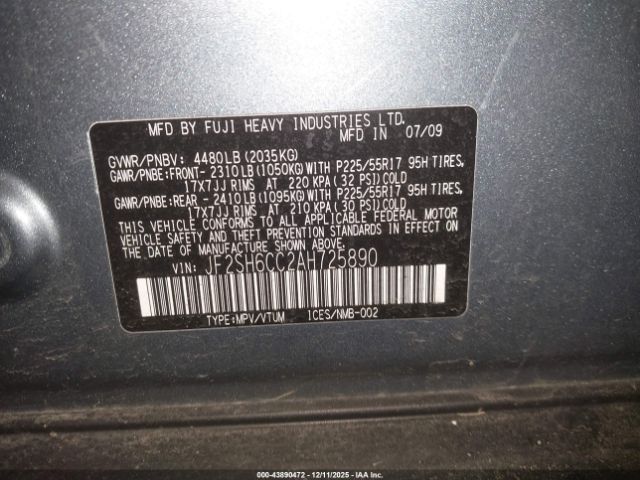 MFD BY FUJI HEAVY INDUSTRIES LTD.
MFD IN 07/09
GVWR/PNBV: 4480LB(2035KG)
GAWR/PNBE:FRONT- 2310LB(1050KG)WITH P225/55R17 95H TIRES,
17X7JJ RIMS AT 220 KPA(32 PSI)COLD
GAWR/PNBE:REAR - 2410LB(1095KG)WITH P225/55R17 95H TIRES,
17X7JJ RIMS AT 210 KPA(30 PSI)COLD
THIS VEHICLE CONFORMS TO ALL APPLICABLE FEDERAL MOTOR
VEHICLE SAFETY AND THEFT PREVENTION STANDARDS IN EFFECT ON
THE DATE OF MANUFACTURE SHOWN ABOVE.
VIN: JF2SH6CC2AH725890
TYPE:MPV/VTUM 1CES/NMB-002
000-43890472 - 12/11/2025 - IAA Inc.